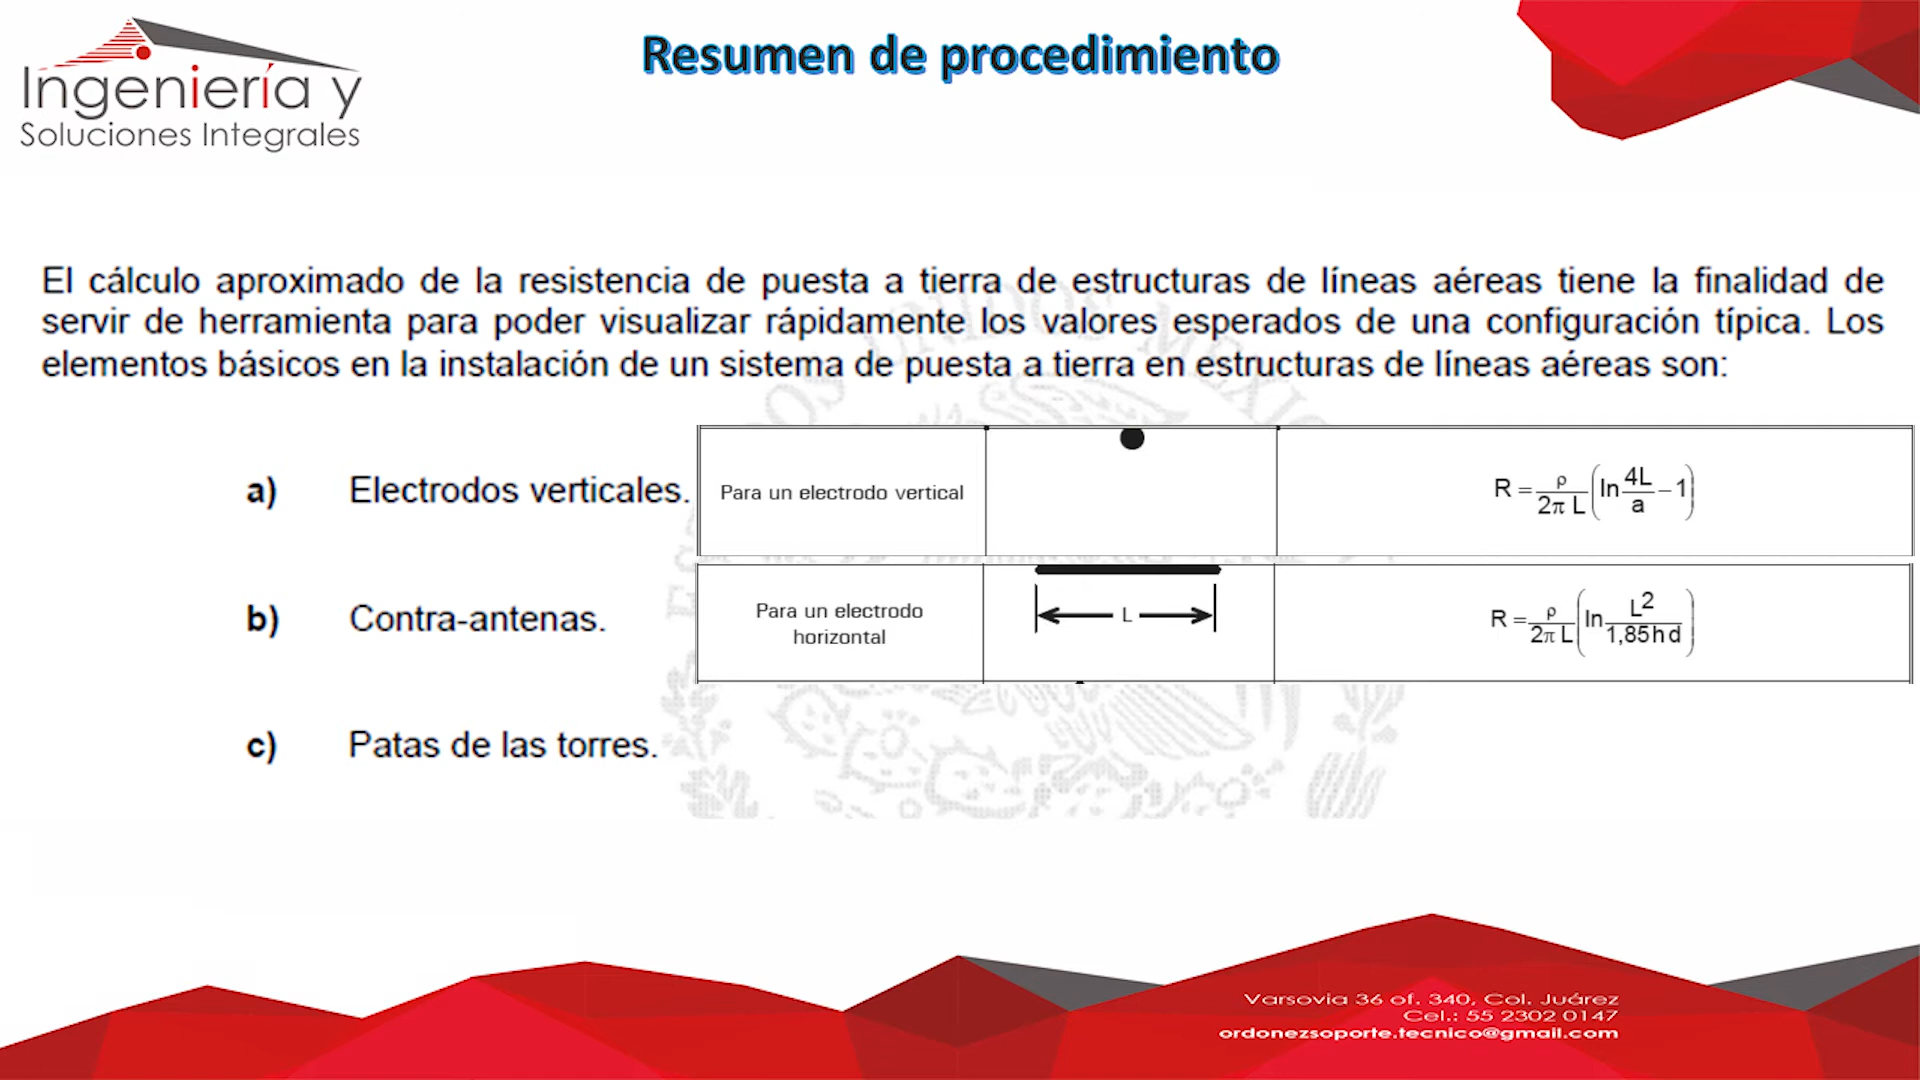 Ingeniería y
Soluciones Integrales
Resumen de procedimiento
El cálculo aproximado de la resistencia de puesta a tierra de estructuras de líneas aéreas tiene la finalidad de
servir de herramienta para poder visualizar rápidamente los valores esperados de una configuración típica. Los
elementos básicos en la instalación de un sistema de puesta a tierra en estructuras de líneas aéreas son:
a) Electrodos verticales.
Para un electrodo vertical
R = ρ/2π L (ln 4L/a − 1)
b) Contra-antenas.
Para un electrodo
horizontal
L
R = ρ/2π L (ln L²/1,85 h d)
c) Patas de las torres.
Varsovia 36 of. 340, Col. Juárez
Cel.: 55 2302 0147
ordonezsoporte.tecnico@gmail.com